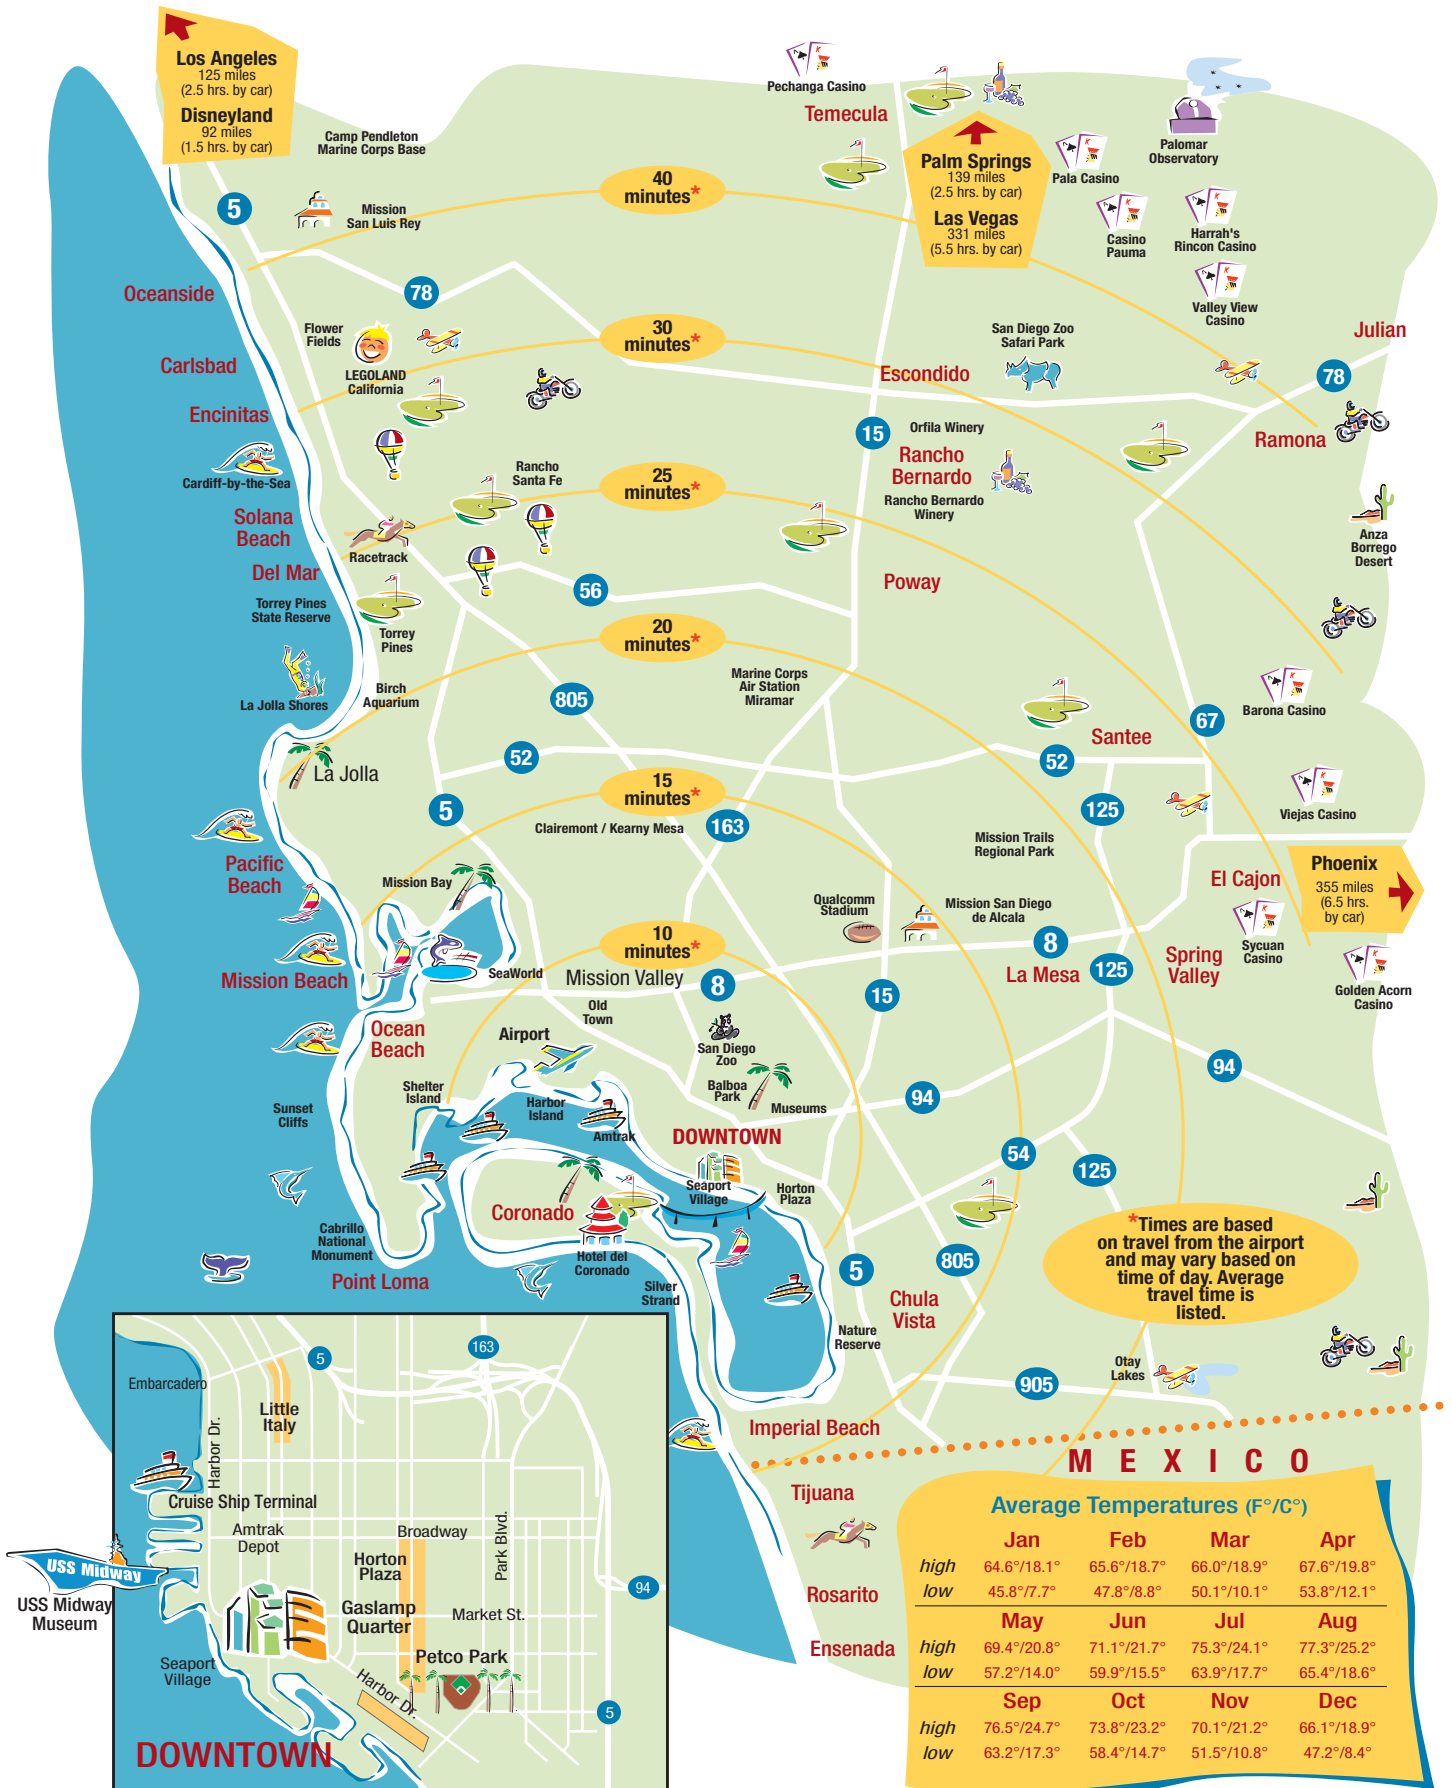 Los Angeles
125 miles
(2.5 hrs. by car)
Disneyland
92 miles
(1.5 hrs. by car)
Camp Pendleton
Marine Corps Base
Pechanga Casino
Temecula
Palm Springs
139 miles
(2.5 hrs. by car)
Las Vegas
331 miles
(5.5 hrs. by car)
Palomar
Observatory
Pala Casino
Casino
Pauma
Harrah's
Rincon Casino
Valley View
Casino
40
minutes*
5
Mission
San Luis Rey
Oceanside
78
Flower
Fields
30
minutes*
San Diego Zoo
Safari Park
Julian
Carlsbad
LEGOLAND
California
Escondido
78
Encinitas
15
Orfila Winery
Rancho
Bernardo
Rancho Bernardo
Winery
Ramona
Cardiff-by-the-Sea
Rancho
Santa Fe
25
minutes*
Solana
Beach
Racetrack
Anza
Borrego
Desert
Del Mar
56
Poway
Torrey Pines
State Reserve
Torrey
Pines
20
minutes*
La Jolla Shores
Birch
Aquarium
805
Marine Corps
Air Station
Miramar
Barona Casino
67
Santee
52
52
La Jolla
15
minutes*
5
163
125
Viejas Casino
Clairemont / Kearny Mesa
Mission Trails
Regional Park
Pacific
Beach
Mission Bay
El Cajon
Phoenix
355 miles
(6.5 hrs.
by car)
Qualcomm
Stadium
Mission San Diego
de Alcala
10
minutes*
8
Sycuan
Casino
Mission Beach
SeaWorld
Mission Valley
8
La Mesa
125
Spring
Valley
Golden Acorn
Casino
15
Ocean
Beach
Old
Town
Airport
San Diego
Zoo
94
Shelter
Island
Harbor
Island
Balboa
Park
Museums
94
Sunset
Cliffs
Amtrak
DOWNTOWN
54
125
Seaport
Village
Horton
Plaza
Coronado
Cabrillo
National
Monument
Hotel del
Coronado
*Times are based
on travel from the airport
and may vary based on
time of day. Average
travel time is
listed.
Point Loma
Silver
Strand
5
805
Chula
Vista
Nature
Reserve
Otay
Lakes
905
Imperial Beach
MEXICO
Tijuana
Rosarito
Ensenada
5
163
Embarcadero
Little
Italy
Harbor Dr.
Cruise Ship Terminal
Amtrak
Depot
Broadway
Park Blvd.
Horton
Plaza
94
USS Midway
USS Midway
Museum
Gaslamp
Quarter
Market St.
Seaport
Village
Petco Park
Harbor Dr.
5
DOWNTOWN
Average Temperatures (F°/C°)
Jan Feb Mar Apr
high 64.6°/18.1° 65.6°/18.7° 66.0°/18.9° 67.6°/19.8°
low 45.8°/7.7° 47.8°/8.8° 50.1°/10.1° 53.8°/12.1°
May Jun Jul Aug
high 69.4°/20.8° 71.1°/21.7° 75.3°/24.1° 77.3°/25.2°
low 57.2°/14.0° 59.9°/15.5° 63.9°/17.7° 65.4°/18.6°
Sep Oct Nov Dec
high 76.5°/24.7° 73.8°/23.2° 70.1°/21.2° 66.1°/18.9°
low 63.2°/17.3° 58.4°/14.7° 51.5°/10.8° 47.2°/8.4°